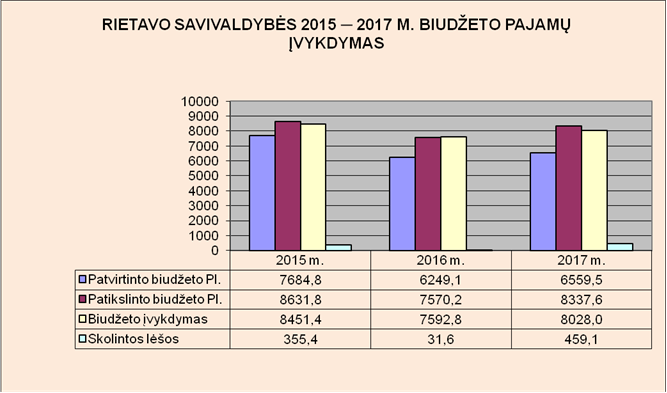 RIETAVO SAVIVALDYBĖS 2015 – 2017 M. BIUDŽETO PAJAMŲ
ĮVYKDYMAS
10000
9000
8000
7000
6000
5000
4000
3000
2000
1000
0
2015 m. 2016 m. 2017 m.
Patvirtinto biudžeto Pl. 7684,8 6249,1 6559,5
Patikslinto biudžeto Pl. 8631,8 7570,2 8337,6
Biudžeto įvykdymas 8451,4 7592,8 8028,0
Skolintos lėšos 355,4 31,6 459,1